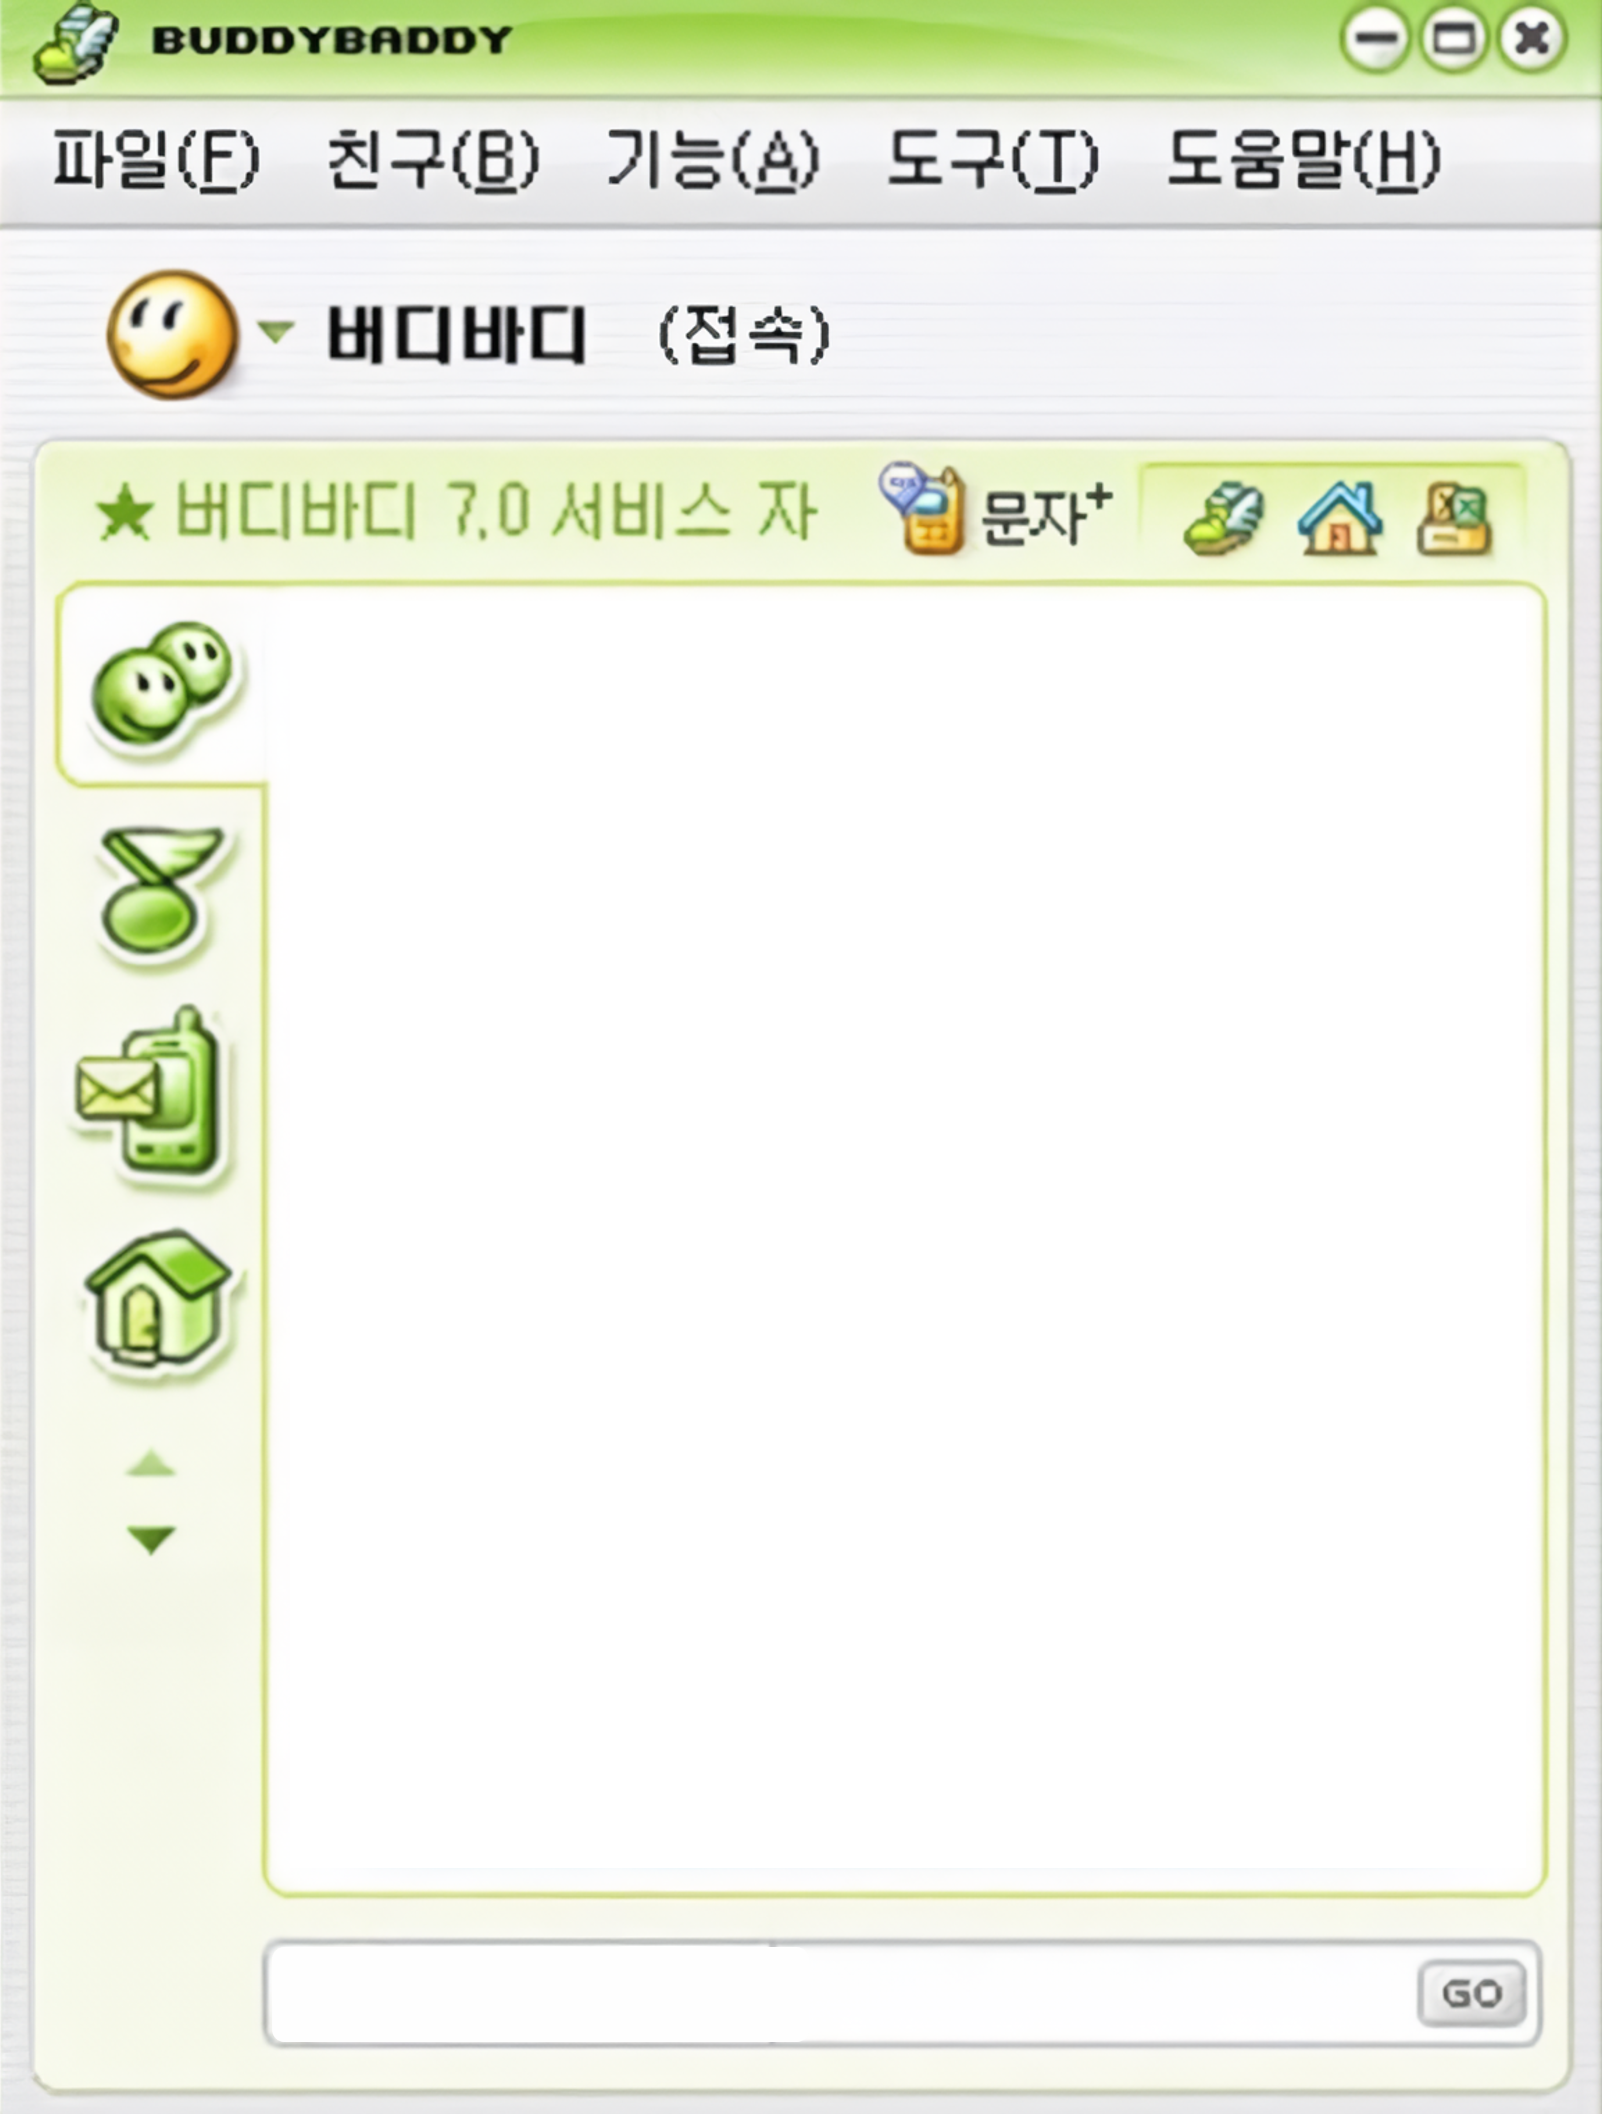 BUDDYBADDY
파일(F) 친구(B) 기능(A) 도구(T) 도움말(H)
버디바디 (접속)
★ 버디바디 7.0 서비스 자 문자+
GO